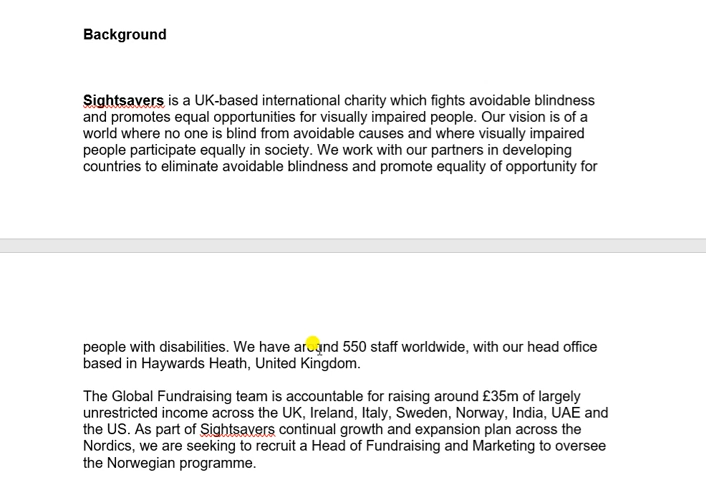 Background
Sightsavers is a UK-based international charity which fights avoidable blindness
and promotes equal opportunities for visually impaired people. Our vision is of a
world where no one is blind from avoidable causes and where visually impaired
people participate equally in society. We work with our partners in developing
countries to eliminate avoidable blindness and promote equality of opportunity for
people with disabilities. We have around 550 staff worldwide, with our head office
based in Haywards Heath, United Kingdom.
The Global Fundraising team is accountable for raising around £35m of largely
unrestricted income across the UK, Ireland, Italy, Sweden, Norway, India, UAE and
the US. As part of Sightsavers continual growth and expansion plan across the
Nordics, we are seeking to recruit a Head of Fundraising and Marketing to oversee
the Norwegian programme.